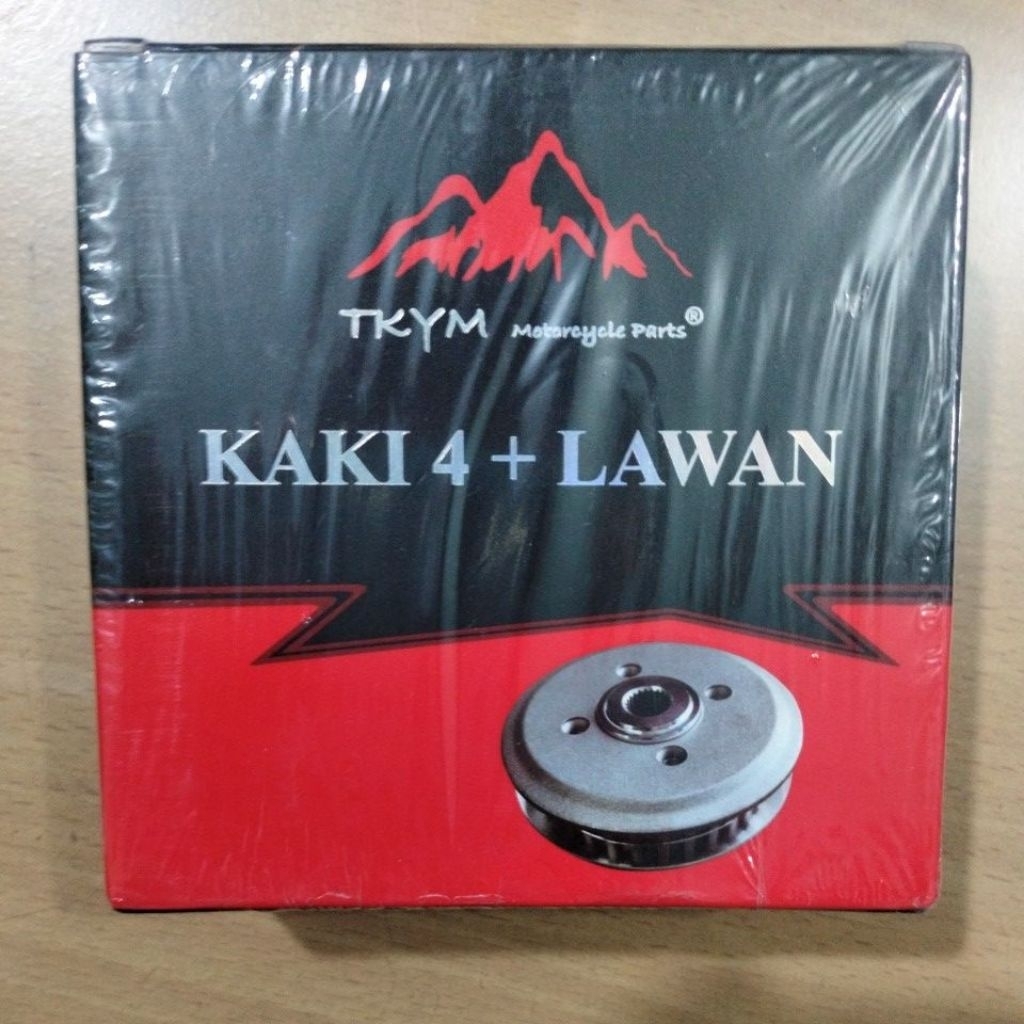 TKYM Motorcycle Parts®
KAKI 4 + LAWAN